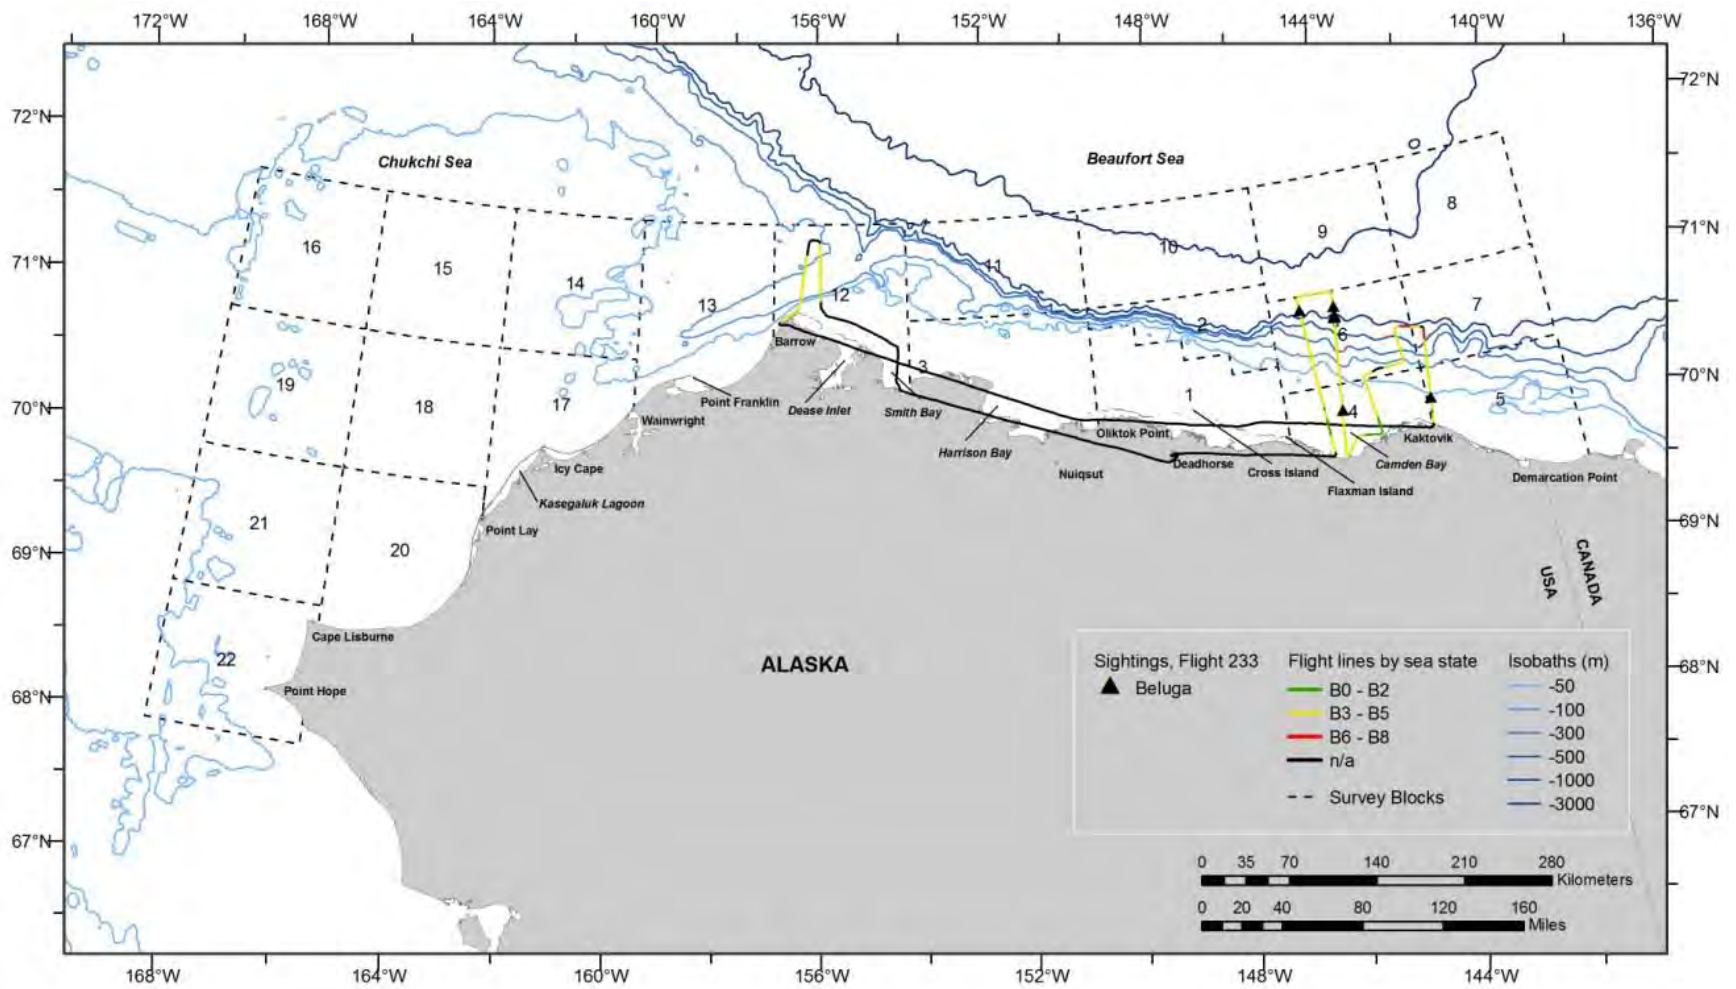 172°W 168°W 164°W 160°W 156°W 152°W 148°W 144°W 140°W 136°W
72°N 72°N
Chukchi Sea Beaufort Sea
8
9
16 10
71°N 71°N
15 11
14
13 12 7
2 6
Barrow
3 70°N
19 Point Franklin Dease Inlet Smith Bay 1 5
18 17 4
70°N Wainwright
Harrison Bay Oliktok Point Kaktovik
Icy Cape Nuiqsut Deadhorse Cross Island Camden Bay
Kasegaluk Lagoon Flaxman Island Demarcation Point
21 Point Lay 69°N
69°N 20
USA CANADA
Cape Lisburne
22 ALASKA 68°N
68°N Point Hope
Sightings, Flight 233
Beluga
Flight lines by sea state
B0 - B2
B3 - B5
B6 - B8
n/a
Survey Blocks
Isobaths (m)
-50
-100
-300
-500
-1000
-3000
67°N 67°N
0 35 70 140 210 280
Kilometers
0 20 40 80 120 160
Miles
168°W 164°W 160°W 156°W 152°W 148°W 144°W